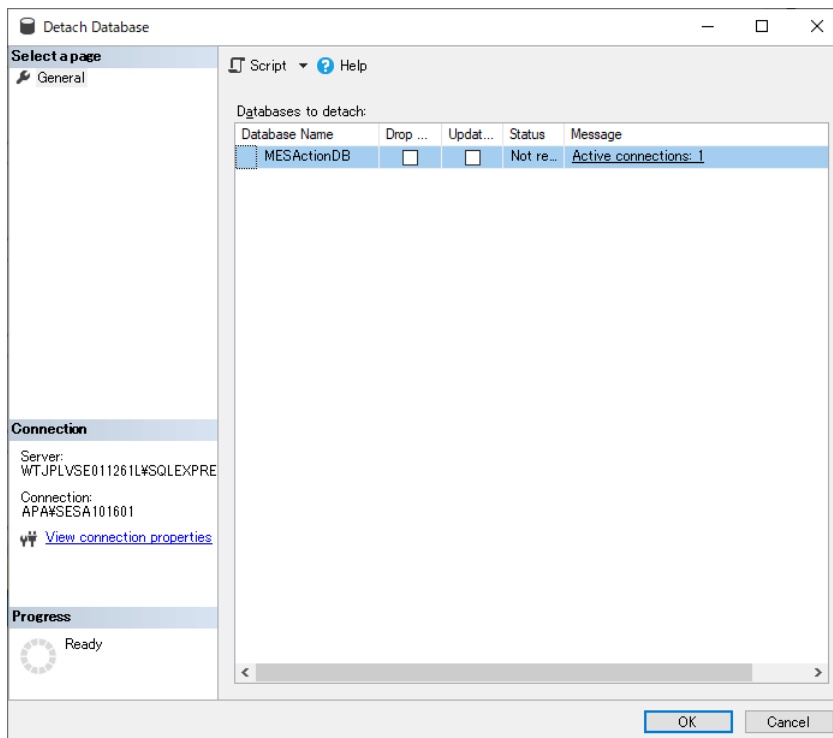 Detach Database
Select a page
General
Script
Help
Databases to detach:
Database Name Drop ... Updat... Status Message
MESActionDB Not re... Active connections: 1
Connection
Server:
WTJPLVSE011261L¥SQLEXPRE
Connection:
APA¥SESA101601
View connection properties
Progress
Ready
OK
Cancel